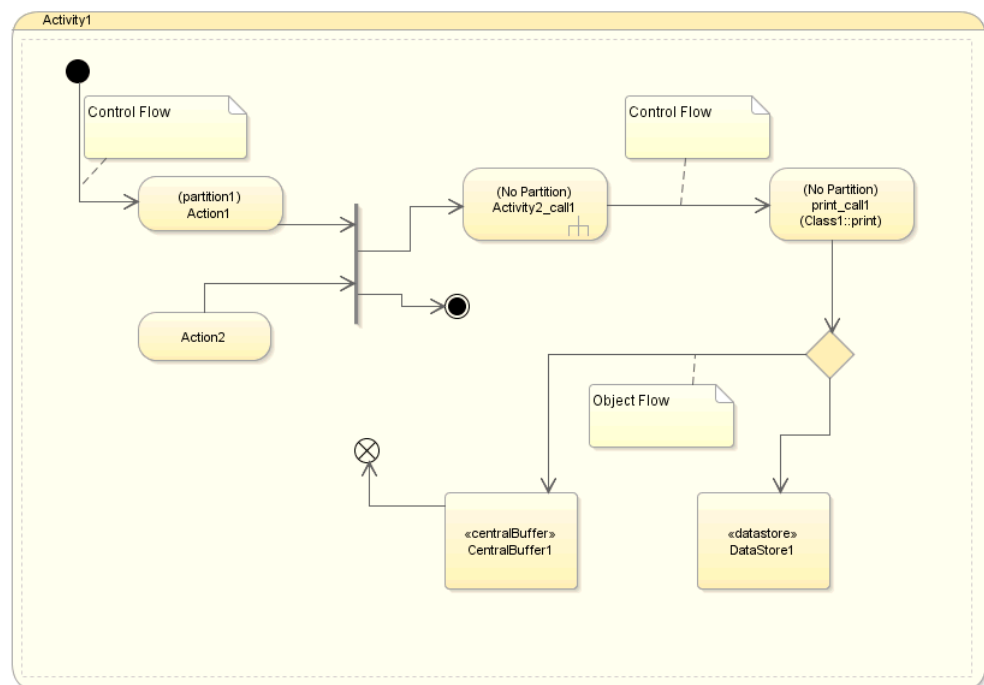 Activity1
Control Flow
Control Flow
(partition1)
Action1
(No Partition)
Activity2_call1
(No Partition)
print_call1
(Class1::print)
Action2
Object Flow
«centralBuffer»
CentralBuffer1
«datastore»
DataStore1